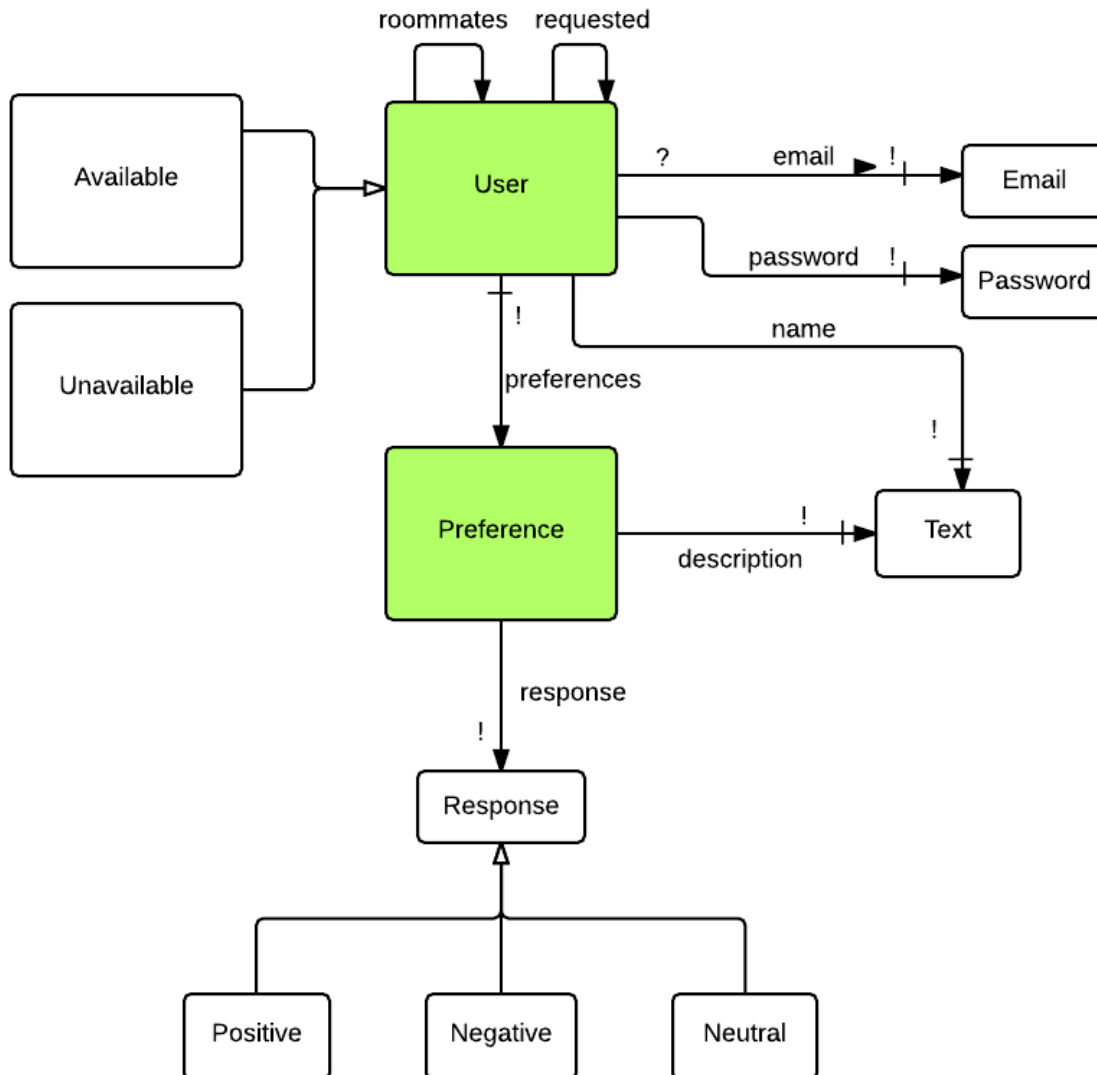 roommates
requested
Available
User
?
email
!
Email
password
!
Password
name
!
Unavailable
!
preferences
Preference
!
description
!
Text
response
!
Response
Positive
Negative
Neutral